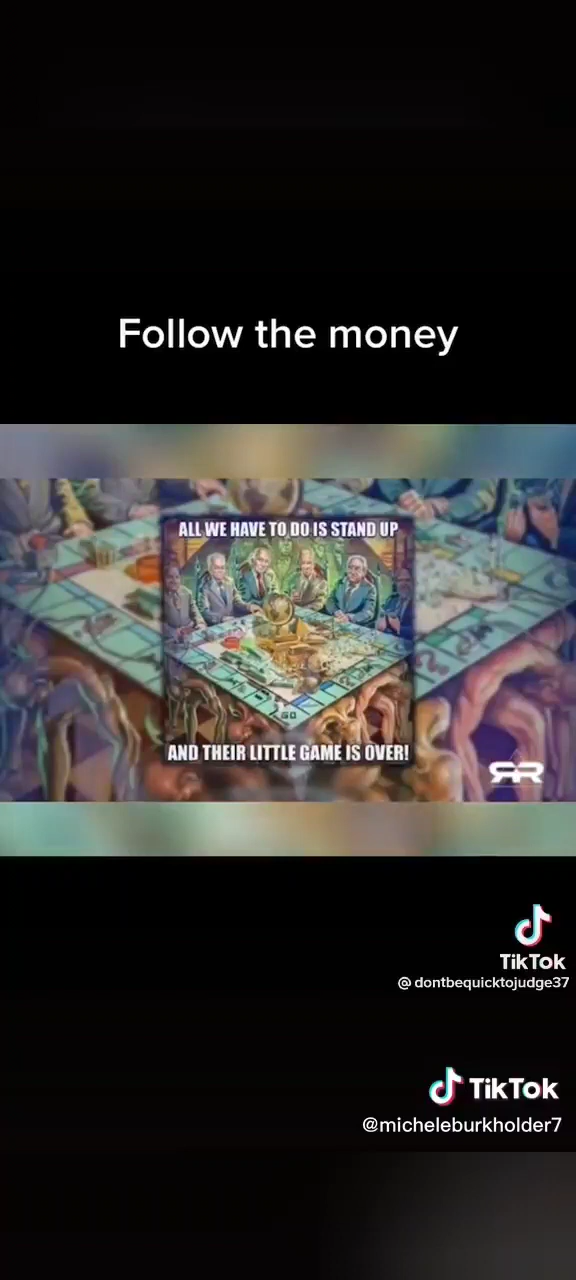 Follow the money
ALL WE HAVE TO DO IS STAND UP
GO
AND THEIR LITTLE GAME IS OVER!
TikTok
@dontbequicktojudge37
TikTok
@micheleburkholder7